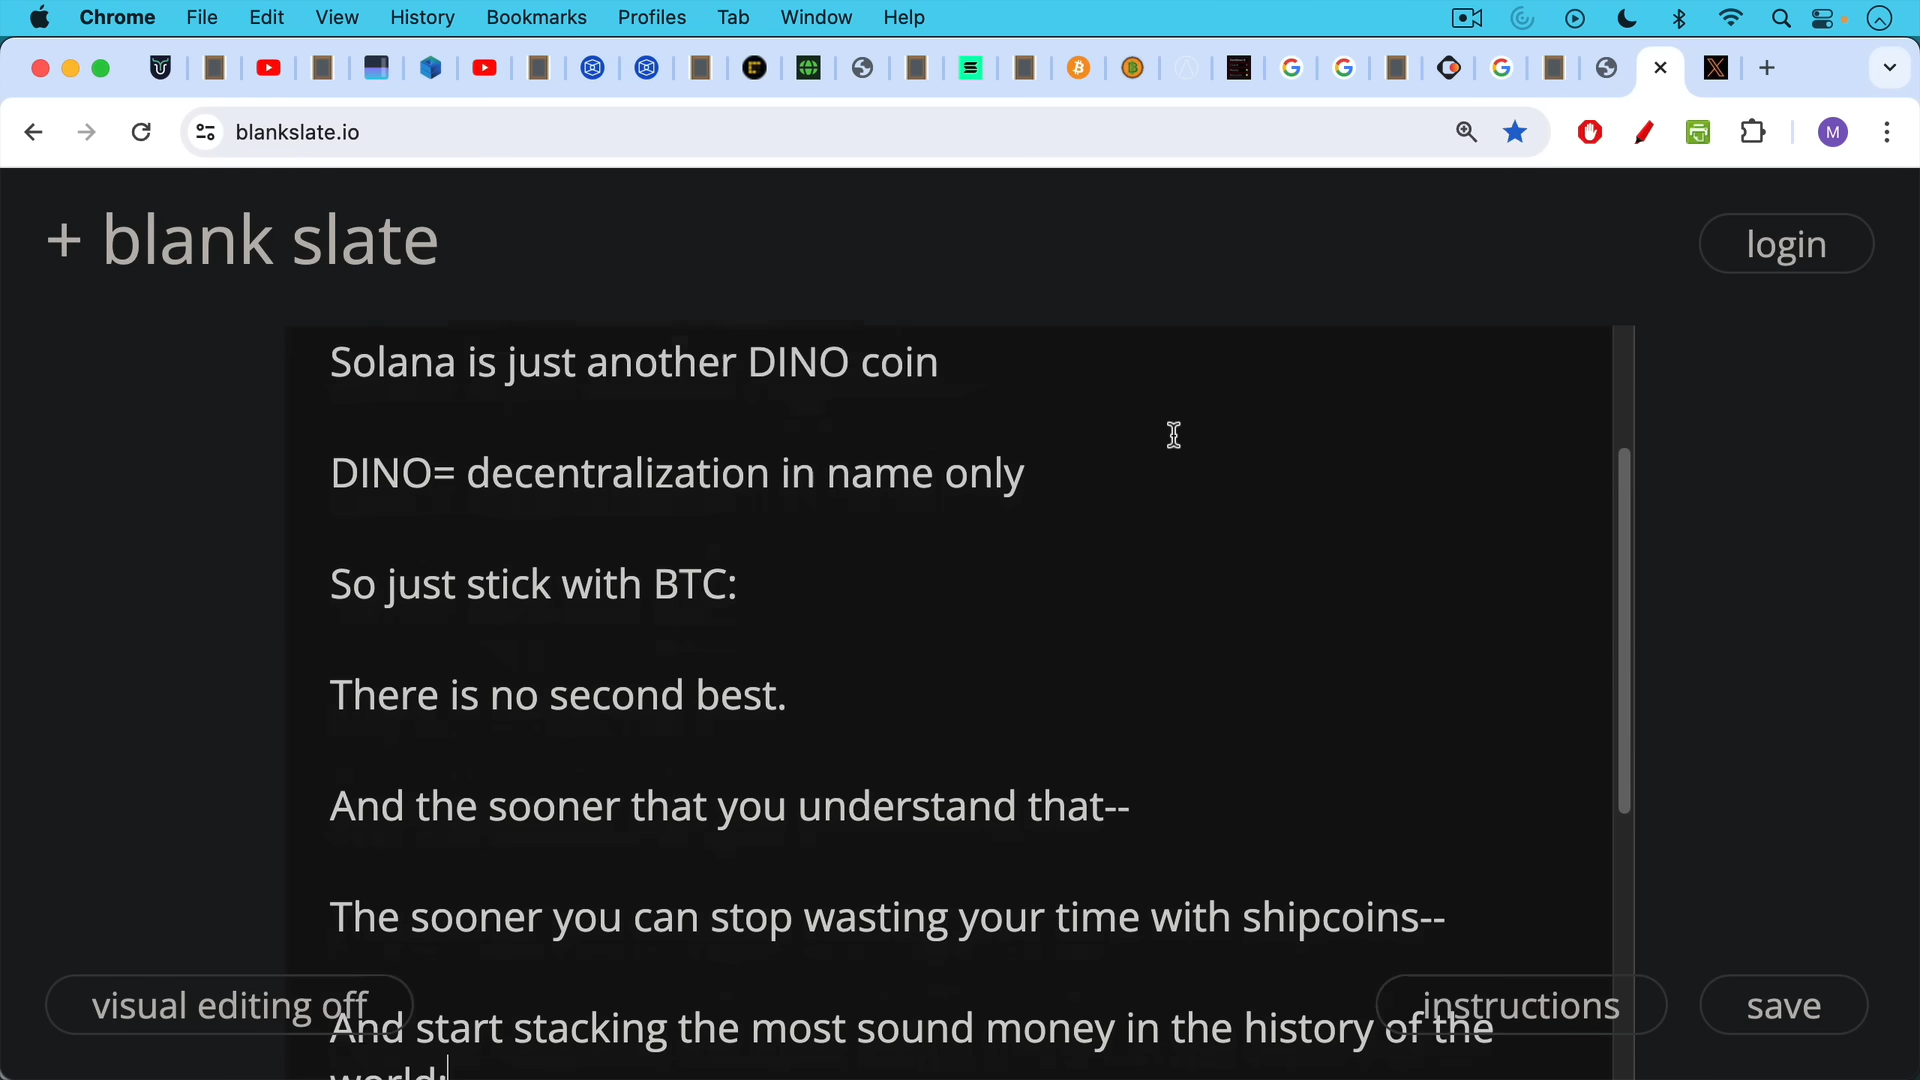 Chrome File Edit View History Bookmarks Profiles Tab Window Help
blankslate.io
M
+ blank slate
login
Solana is just another DINO coin
DINO= decentralization in name only
So just stick with BTC:
There is no second best.
And the sooner that you understand that--
The sooner you can stop wasting your time with shipcoins--
And start stacking the most sound money in the history of the
world:
visual editing off
instructions
save